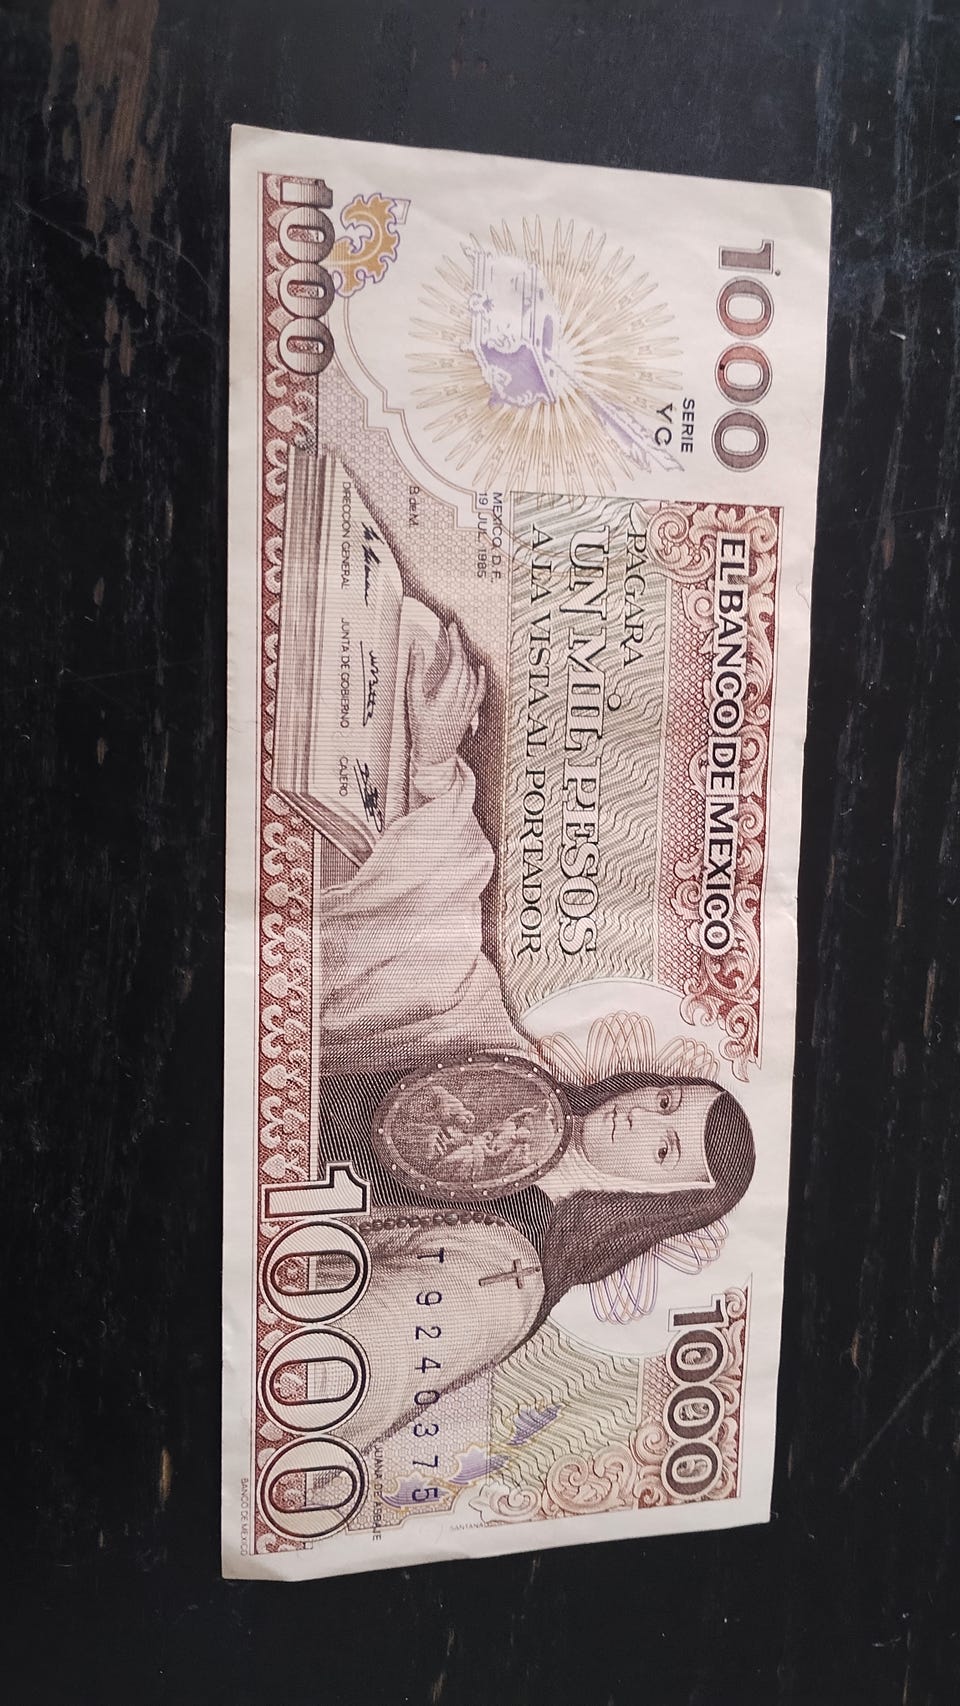 1000
EL BANCO DE MEXICO
1000
SERIE
YC
PAGARA
UN MIL PESOS
A LA VISTA AL PORTADOR
MEXICO, D.F.
19 JUL. 1985
B de M.
DIRECCION GENERAL
JUNTA DE GOBIERNO
CAJERO
T9240375
JUANA DE ASBAJE
SANTANA
1000
1000
BANCO DE MEXICO